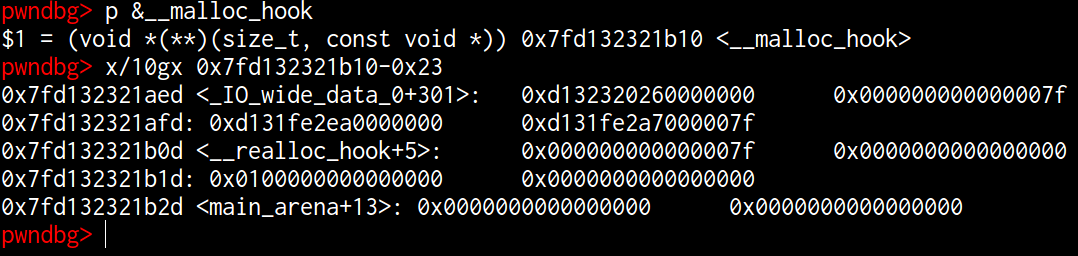 pwndbg> p &__malloc_hook
$1 = (void *(**)(size_t, const void *)) 0x7fd132321b10 <__malloc_hook>
pwndbg> x/10gx 0x7fd132321b10-0x23
0x7fd132321aed <_IO_wide_data_0+301>: 0xd132320260000000 0x000000000000007f
0x7fd132321afd: 0xd131fe2ea0000000 0xd131fe2a7000007f
0x7fd132321b0d <__realloc_hook+5>: 0x000000000000007f 0x0000000000000000
0x7fd132321b1d: 0x0100000000000000 0x0000000000000000
0x7fd132321b2d <main_arena+13>: 0x0000000000000000 0x0000000000000000
pwndbg>